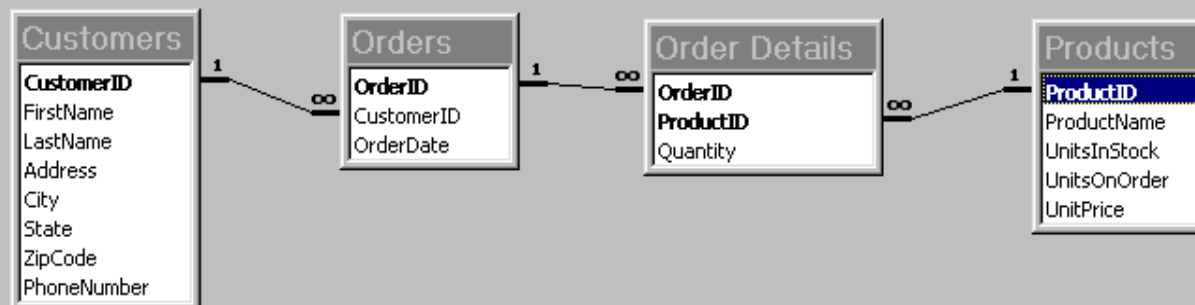 Customers
CustomerID
FirstName
LastName
Address
City
State
ZipCode
PhoneNumber
1
∞
Orders
OrderID
CustomerID
OrderDate
1
∞
Order Details
OrderID
ProductID
Quantity
∞
1
Products
ProductID
ProductName
UnitsInStock
UnitsOnOrder
UnitPrice